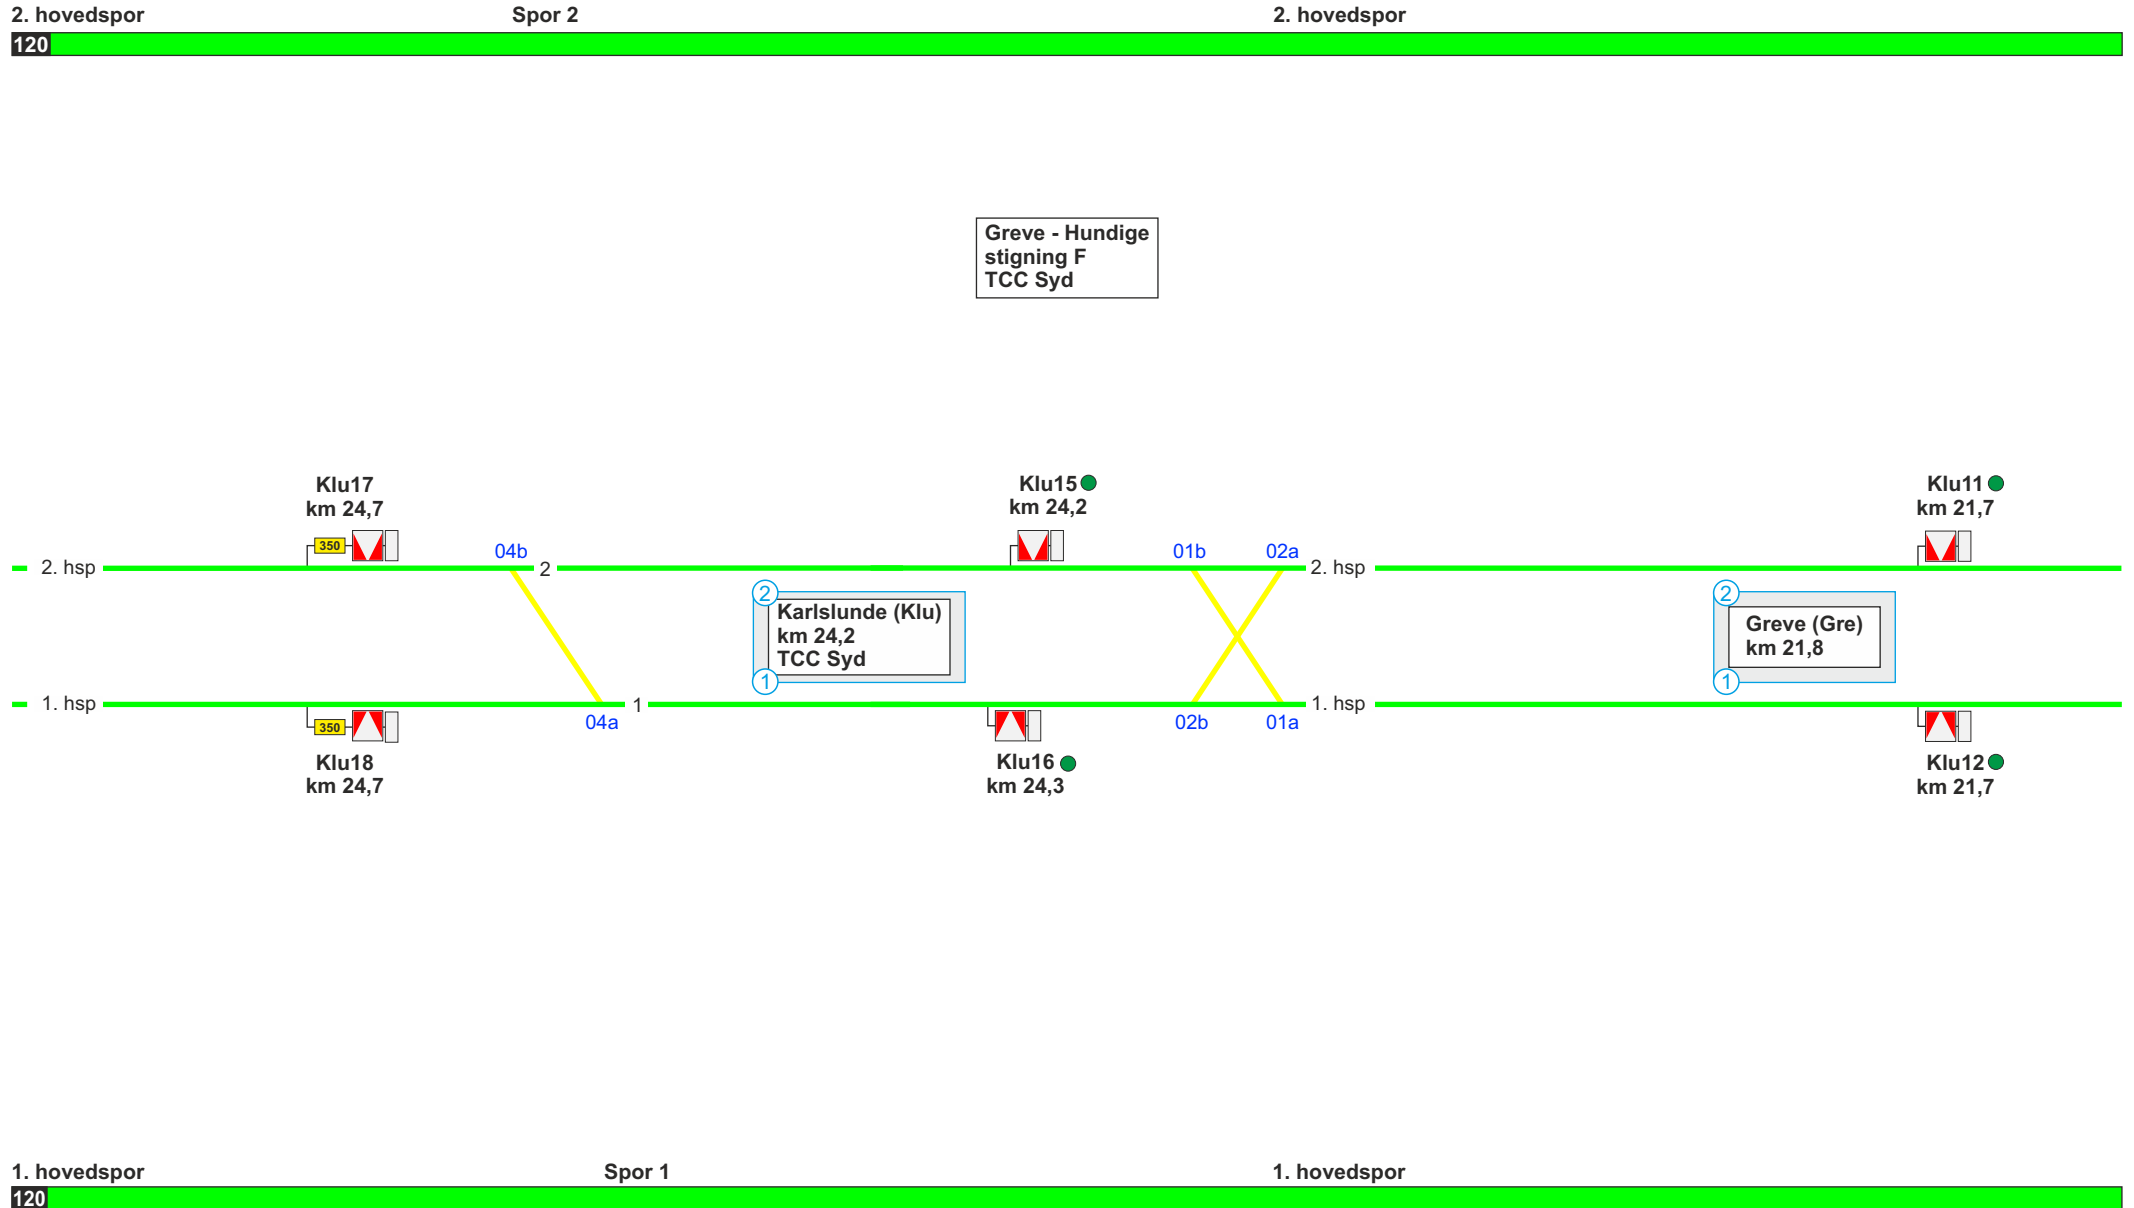 2. hovedspor Spor 2 2. hovedspor
120
Greve - Hundige
stigning F
TCC Syd
Klu17 Klu15 Klu11
km 24,7 km 24,2 km 21,7
350 04b 01b 02a
2. hsp 2 2. hsp
2 2
Karlslunde (Klu) Greve (Gre)
km 24,2 km 21,8
TCC Syd
1 1
1. hsp 1 1. hsp
350 04a 02b 01a
Klu18 Klu16 Klu12
km 24,7 km 24,3 km 21,7
1. hovedspor Spor 1 1. hovedspor
120